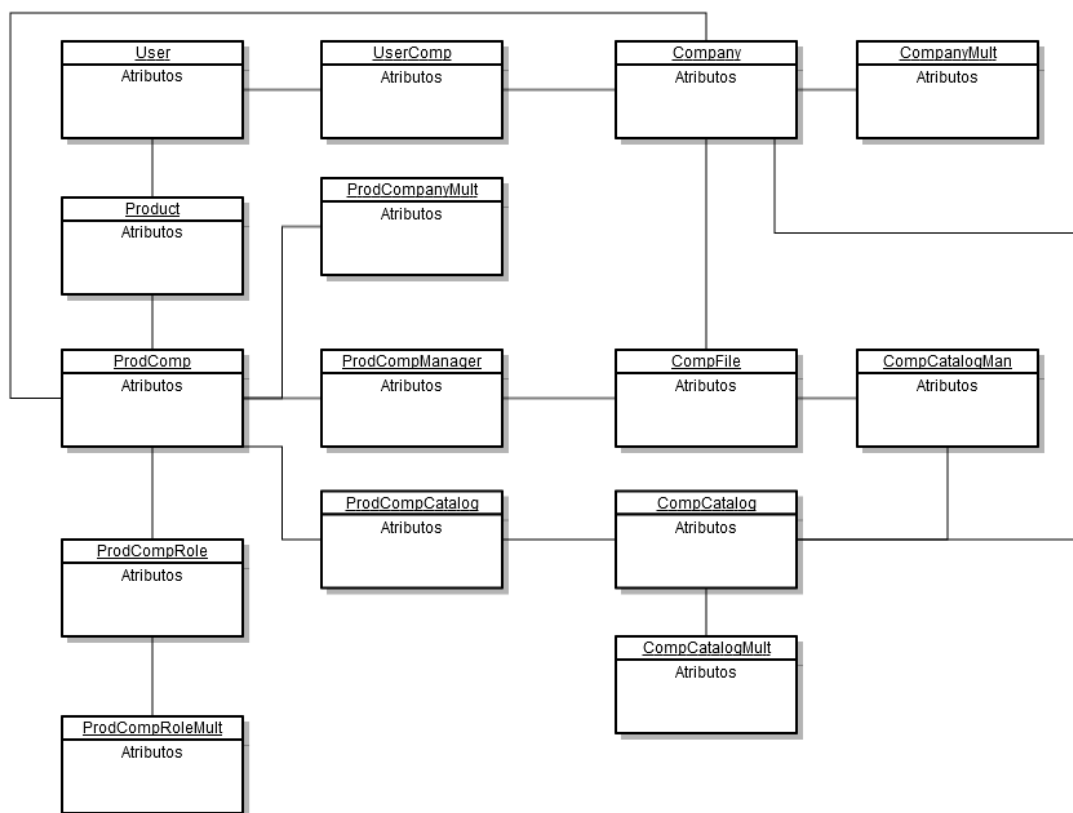 User
Atributos
UserComp
Atributos
Company
Atributos
CompanyMult
Atributos
ProdCompanyMult
Atributos
Product
Atributos
ProdComp
Atributos
ProdCompManager
Atributos
CompFile
Atributos
CompCatalogMan
Atributos
ProdCompCatalog
Atributos
CompCatalog
Atributos
ProdCompRole
Atributos
CompCatalogMult
Atributos
ProdCompRoleMult
Atributos